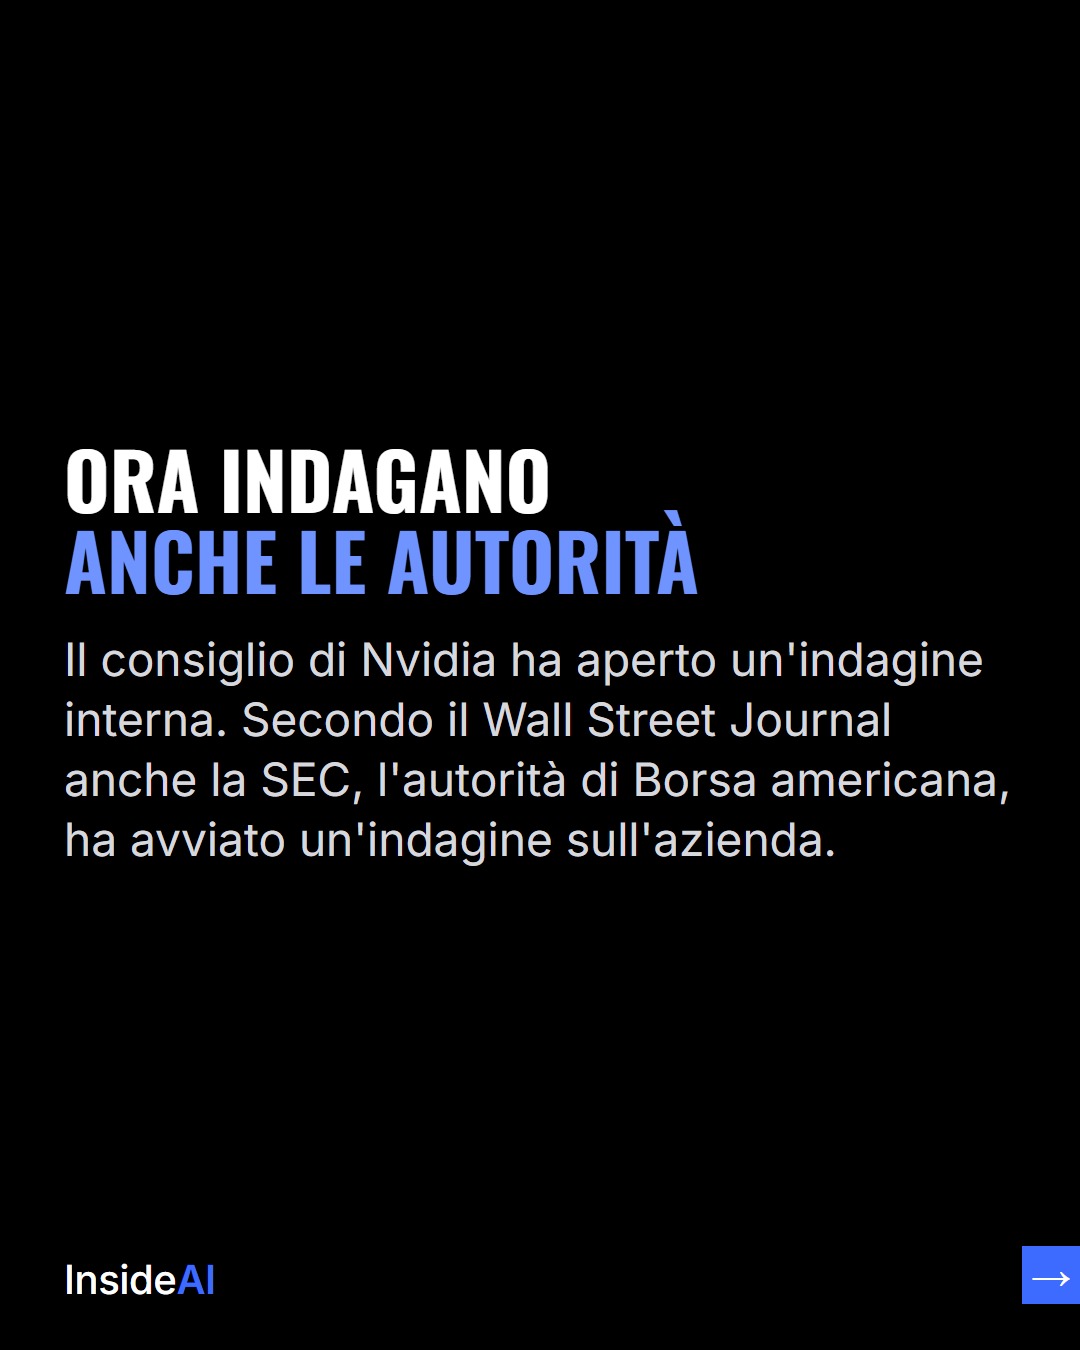 ORA INDAGANO
ANCHE LE AUTORITÀ
Il consiglio di Nvidia ha aperto un'indagine
interna. Secondo il Wall Street Journal
anche la SEC, l'autorità di Borsa americana,
ha avviato un'indagine sull'azienda.
InsideAI
→